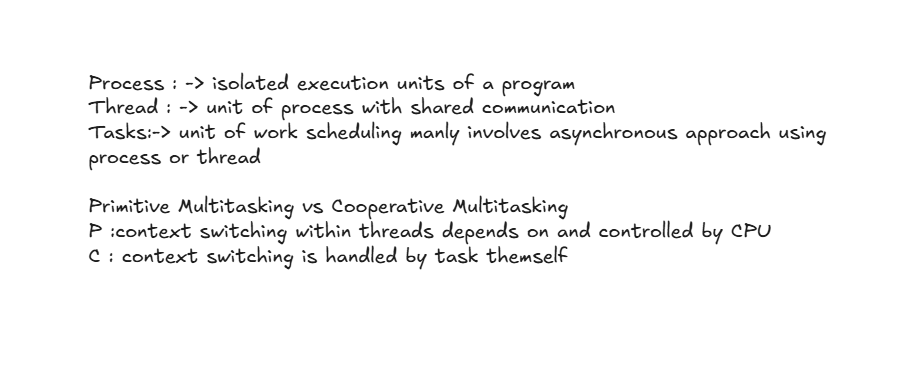 Process : -> isolated execution units of a program
Thread : -> unit of process with shared communication
Tasks:-> unit of work scheduling manly involves asynchronous approach using
process or thread
Primitive Multitasking vs Cooperative Multitasking
P :context switching within threads depends on and controlled by CPU
C : context switching is handled by task themself